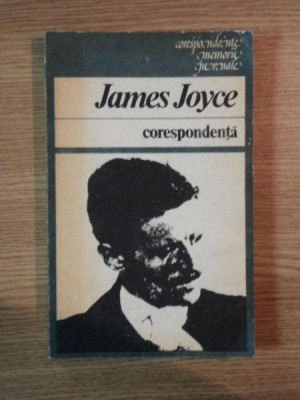 corespondențe
memorii
jurnale
James Joyce
corespondență